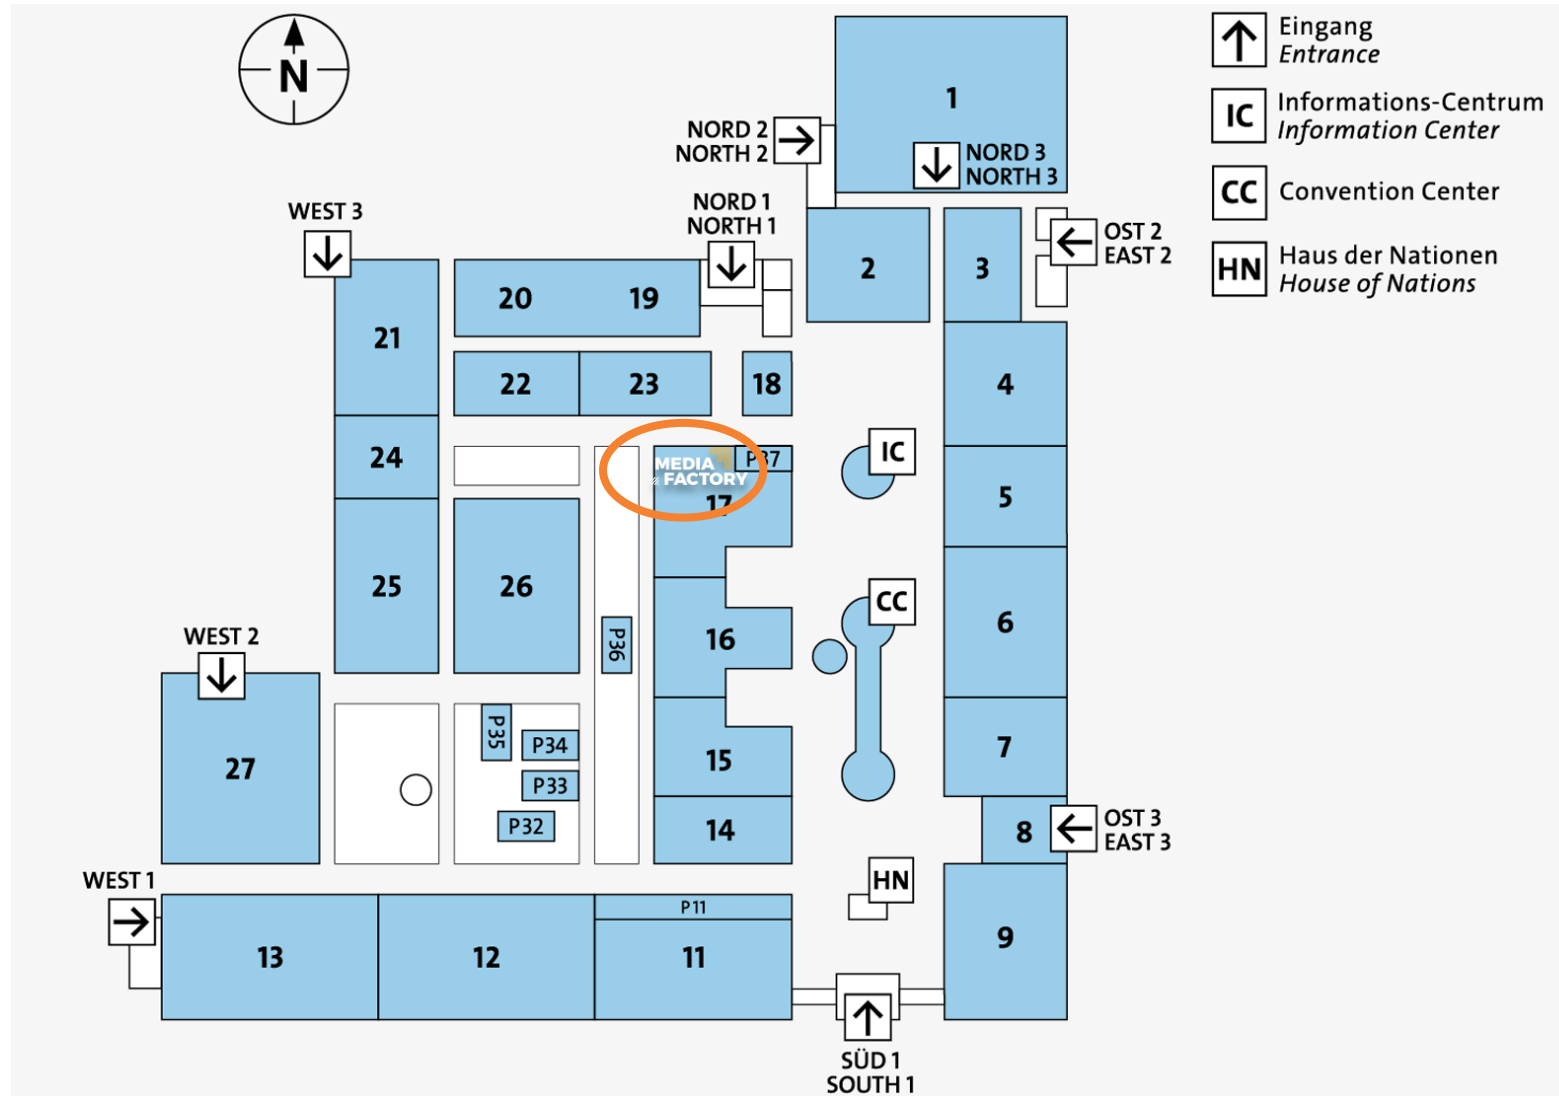 N
Eingang
Entrance
IC
Informations-Centrum
Information Center
CC
Convention Center
HN
Haus der Nationen
House of Nations
1
NORD 2
NORTH 2
NORD 3
NORTH 3
WEST 3
NORD 1
NORTH 1
OST 2
EAST 2
2
3
20
19
21
22
23
18
4
24
IC
MEDIA
FACTORY
P37
17
5
25
26
CC
6
16
P36
WEST 2
27
P35
P34
P33
P32
15
7
14
8
OST 3
EAST 3
WEST 1
HN
P11
13
12
11
9
SÜD 1
SOUTH 1